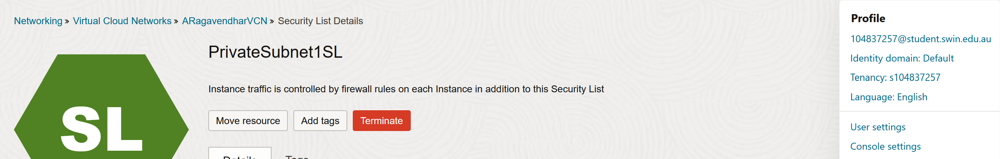 Networking » Virtual Cloud Networks » ARagavendharVCN » Security List Details
PrivateSubnet1SL
Instance traffic is controlled by firewall rules on each Instance in addition to this Security List
Move resource
Add tags
Terminate
Details
Tags
SL
Profile
104837257@student.swin.edu.au
Identity domain: Default
Tenancy: s104837257
Language: English
User settings
Console settings